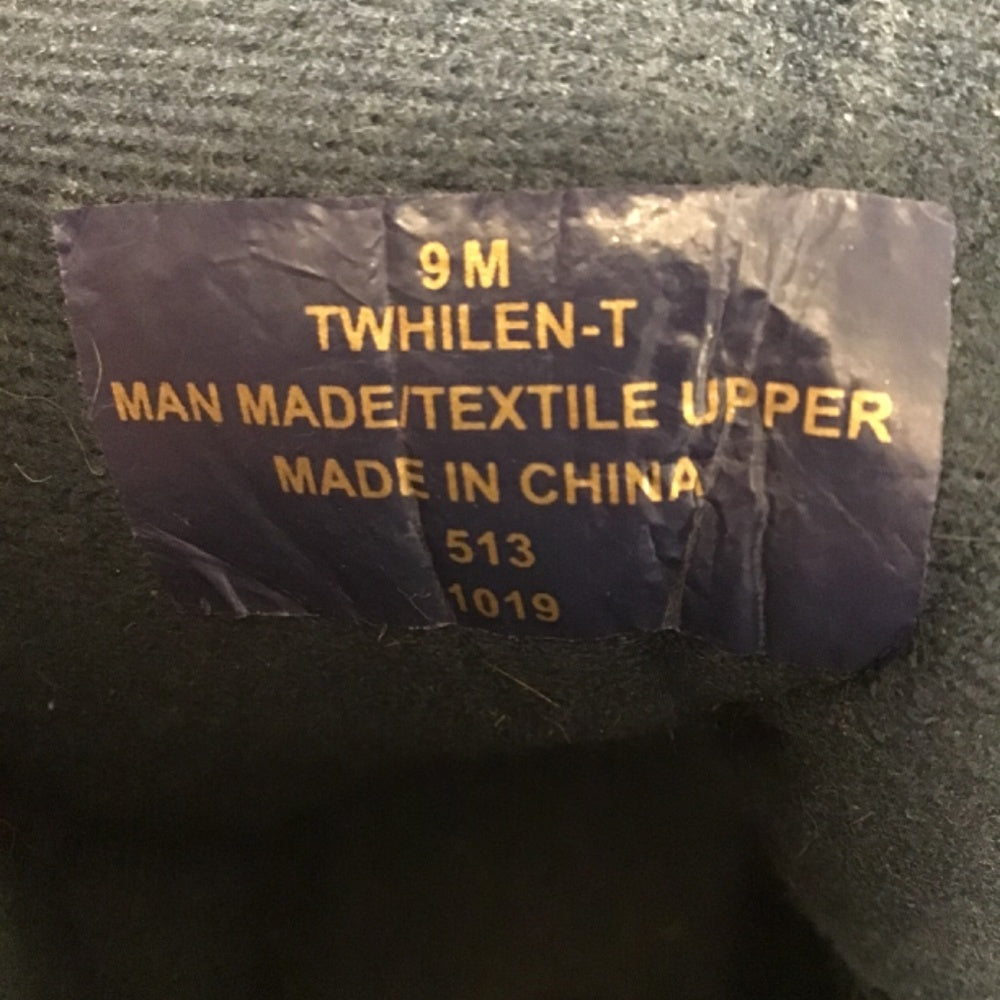 9 M
TWHILEN-T
MAN MADE/TEXTILE UPPER
MADE IN CHINA
513
1019